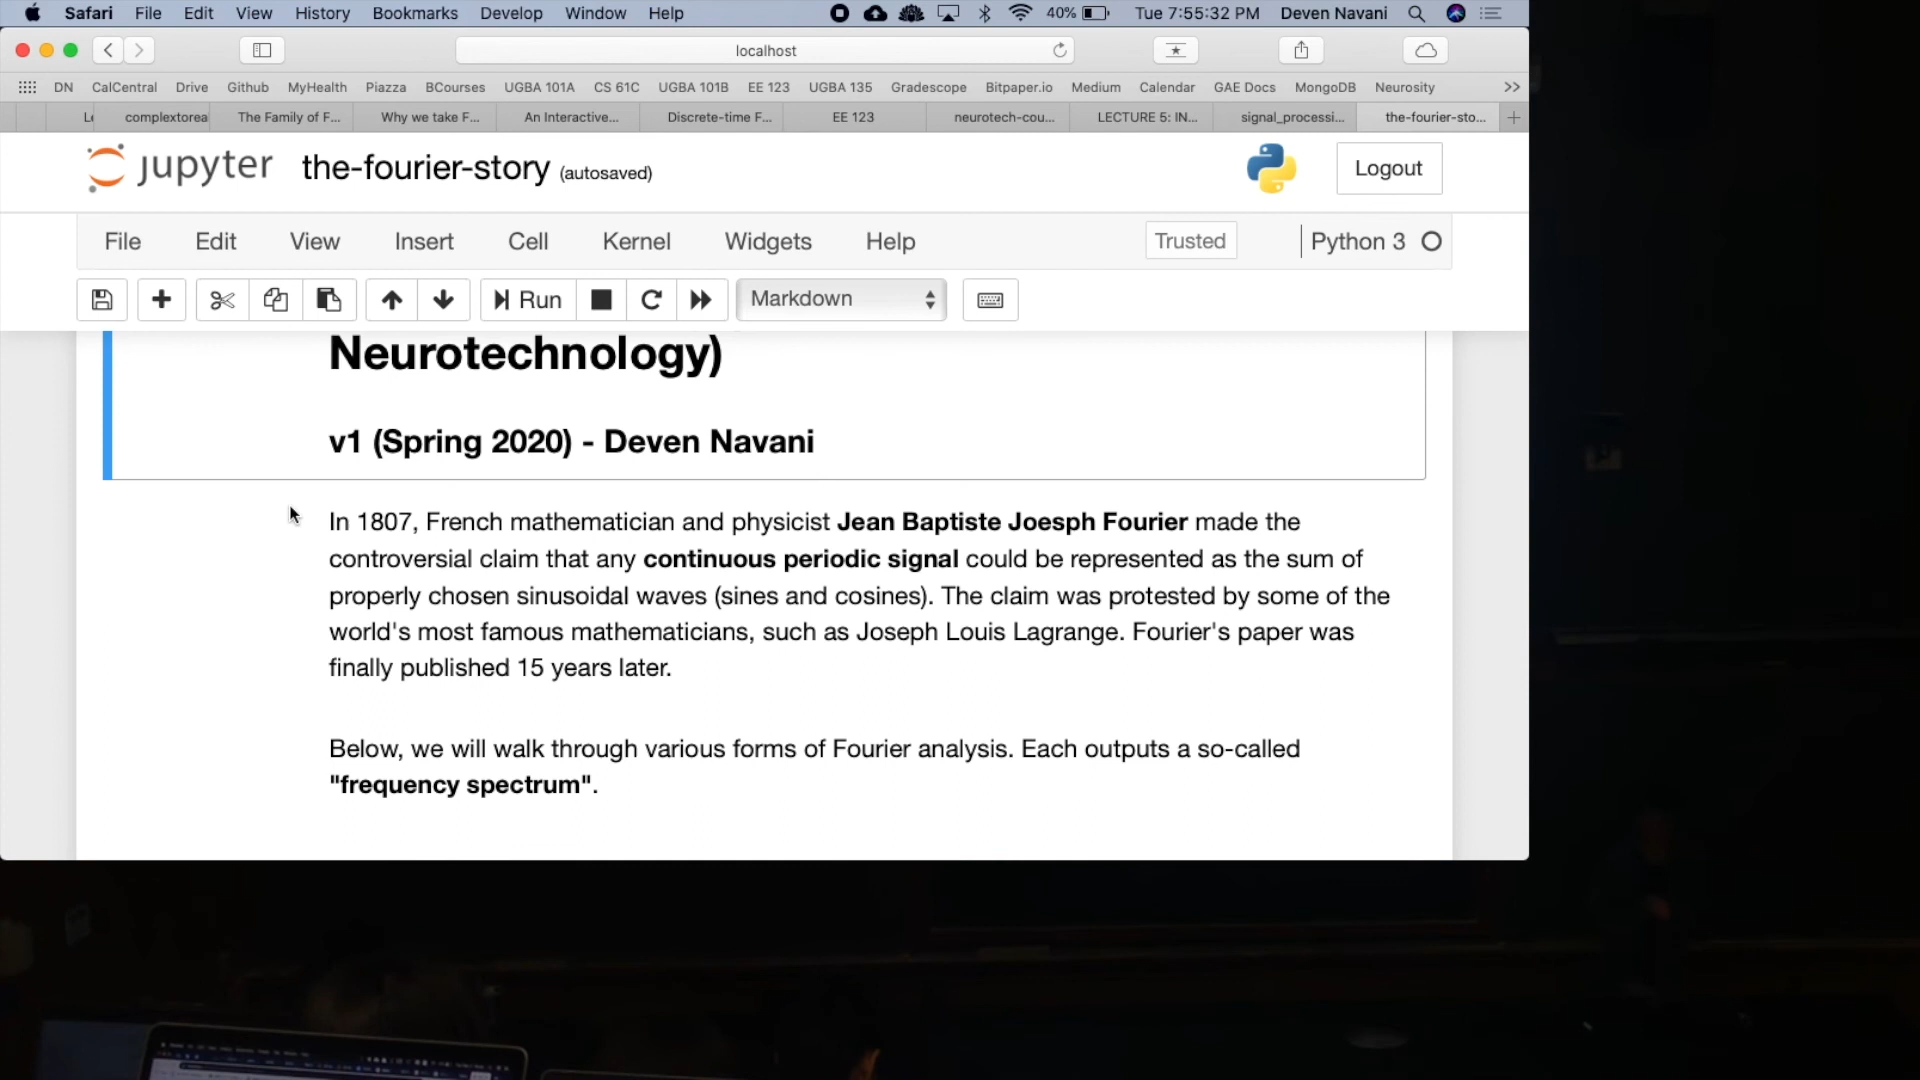 Safari File Edit View History Bookmarks Develop Window Help 40% Tue 7:55:32 PM Deven Navani
localhost
DN CalCentral Drive Github MyHealth Piazza BCourses UGBA 101A CS 61C UGBA 101B EE 123 UGBA 135 Gradescope Bitpaper.io Medium Calendar GAE Docs MongoDB Neurosity
complextorea The Family of F... Why we take F... An Interactive... Discrete-time F... EE 123 neurotech-cou... LECTURE 5: IN... signal_processi... the-fourier-sto...
jupyter the-fourier-story (autosaved) Logout
File Edit View Insert Cell Kernel Widgets Help Trusted Python 3
Run Markdown
Neurotechnology)
v1 (Spring 2020) - Deven Navani
In 1807, French mathematician and physicist Jean Baptiste Joesph Fourier made the
controversial claim that any continuous periodic signal could be represented as the sum of
properly chosen sinusoidal waves (sines and cosines). The claim was protested by some of the
world's most famous mathematicians, such as Joseph Louis Lagrange. Fourier's paper was
finally published 15 years later.
Below, we will walk through various forms of Fourier analysis. Each outputs a so-called
"frequency spectrum".